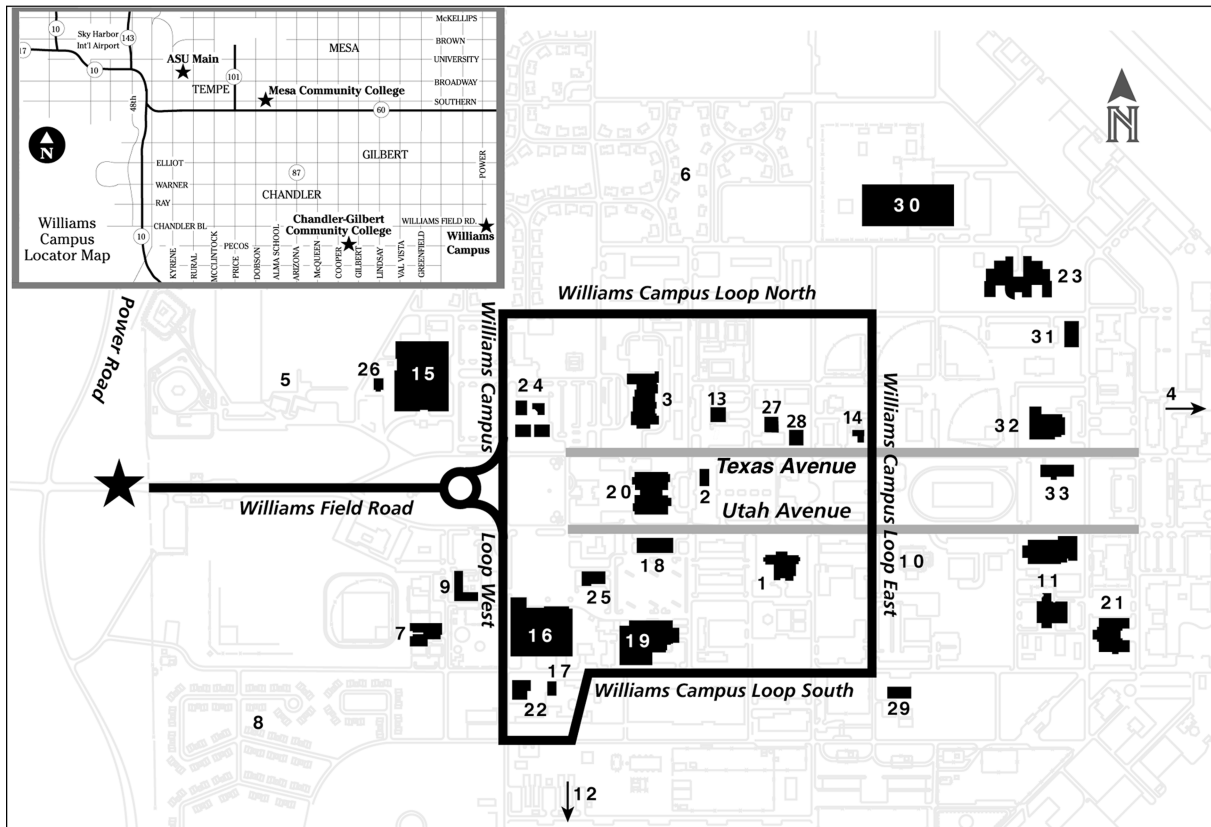 McKELLIPS
BROWN
UNIVERSITY
BROADWAY
SOUTHERN
10
17
Sky Harbor
Int'l Airport
143
10
ASU Main
MESA
101
TEMPE
Mesa Community College
48th
60
N
GILBERT
POWER
ELLIOT
WARNER
RAY
CHANDLER BL
87
CHANDLER
Chandler-Gilbert
Community College
WILLIAMS FIELD RD.
Williams
Campus
Williams
Campus
Locator Map
10
PECOS
KYRENE
RURAL
MCCLINTOCK
PRICE
DOBSON
ALMA SCHOOL
ARIZONA
McQUEEN
COOPER
GILBERT
LINDSAY
VAL VISTA
GREENFIELD
N
6
30
23
31
Power Road
Williams Campus Loop North
Williams Campus
Loop West
5
26
15
24
3
13
27
28
14
Williams Campus Loop East
4
32
Texas Avenue
20
2
33
Williams Field Road
Utah Avenue
18
1
10
11
9
25
7
16
19
21
17
22
Williams Campus Loop South
29
8
12